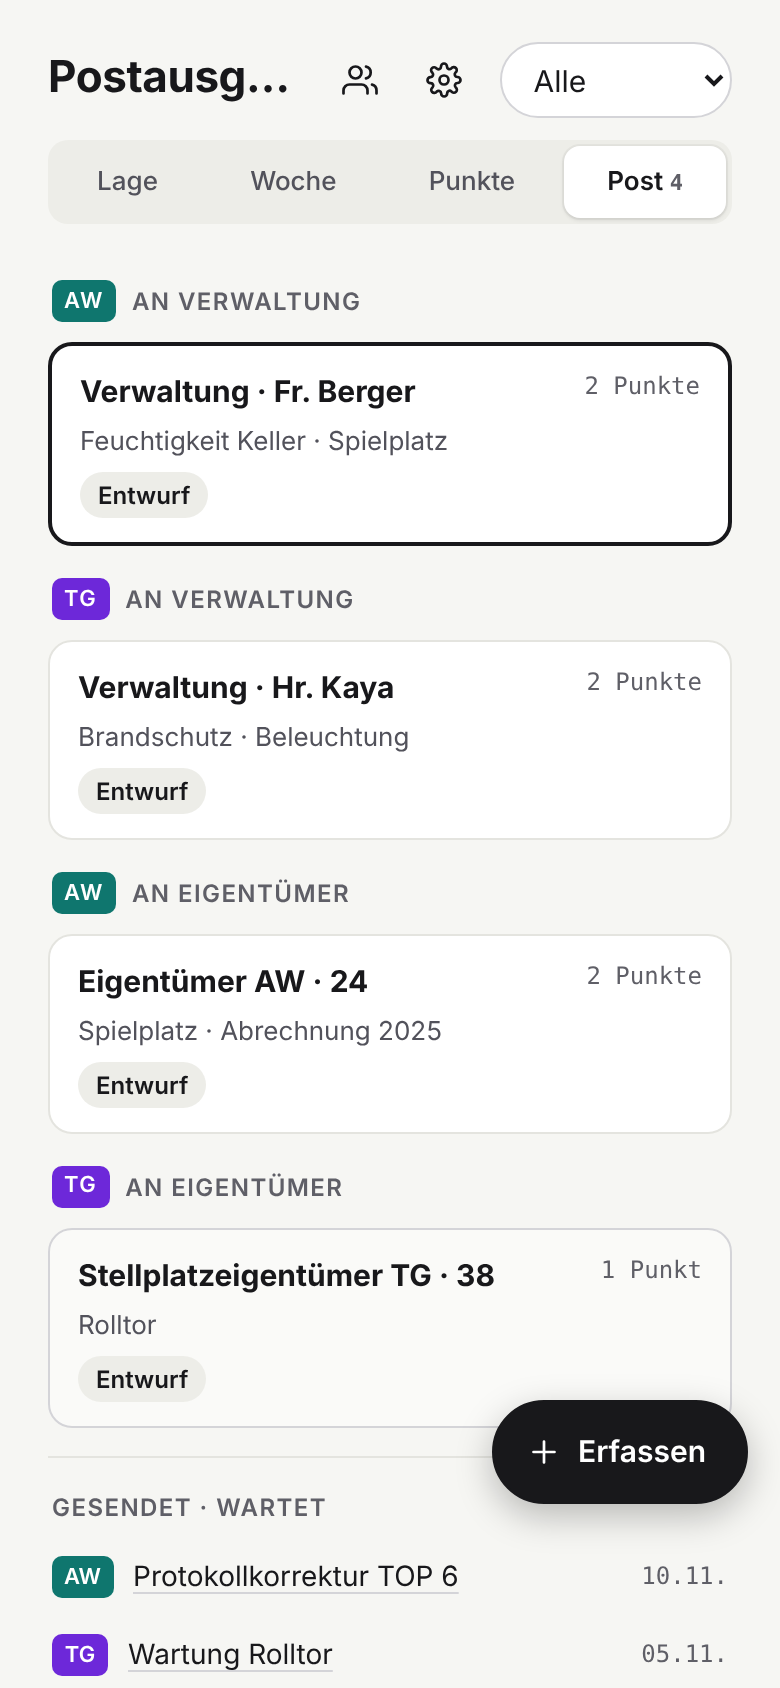 Postausg...
Alle
Lage Woche Punkte Post 4
AW AN VERWALTUNG
Verwaltung · Fr. Berger 2 Punkte
Feuchtigkeit Keller · Spielplatz
Entwurf
TG AN VERWALTUNG
Verwaltung · Hr. Kaya 2 Punkte
Brandschutz · Beleuchtung
Entwurf
AW AN EIGENTÜMER
Eigentümer AW · 24 2 Punkte
Spielplatz · Abrechnung 2025
Entwurf
TG AN EIGENTÜMER
Stellplatzeigentümer TG · 38 1 Punkt
Rolltor
Entwurf
+ Erfassen
GESENDET · WARTET
AW Protokollkorrektur TOP 6 10.11.
TG Wartung Rolltor 05.11.